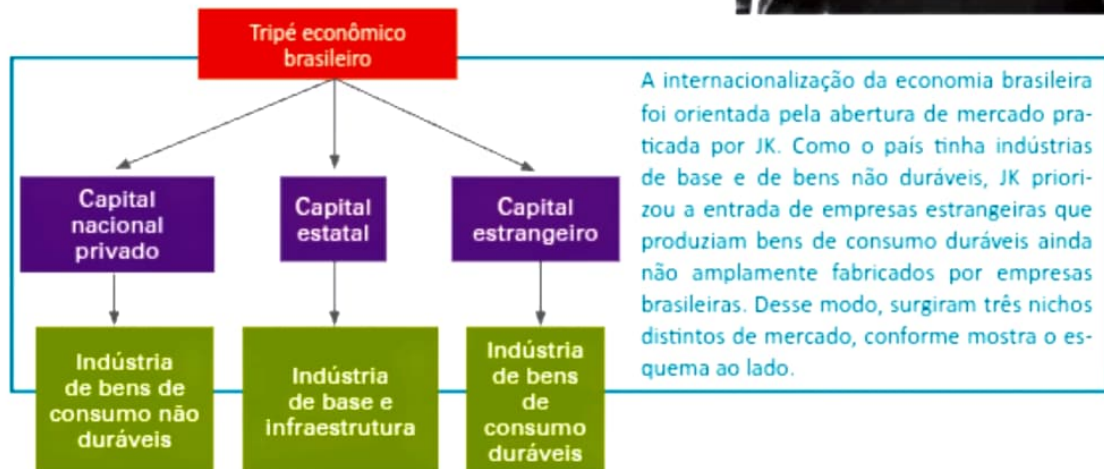 Tripé econômico
brasileiro
Capital
nacional
privado
Capital
estatal
Capital
estrangeiro
Indústria
de bens de
consumo não
duráveis
Indústria
de base e
infraestrutura
Indústria
de bens
de
consumo
duráveis
A internacionalização da economia brasileira
foi orientada pela abertura de mercado pra-
ticada por JK. Como o país tinha indústrias
de base e de bens não duráveis, JK priori-
zou a entrada de empresas estrangeiras que
produziam bens de consumo duráveis ainda
não amplamente fabricados por empresas
brasileiras. Desse modo, surgiram três nichos
distintos de mercado, conforme mostra o es-
quema ao lado.